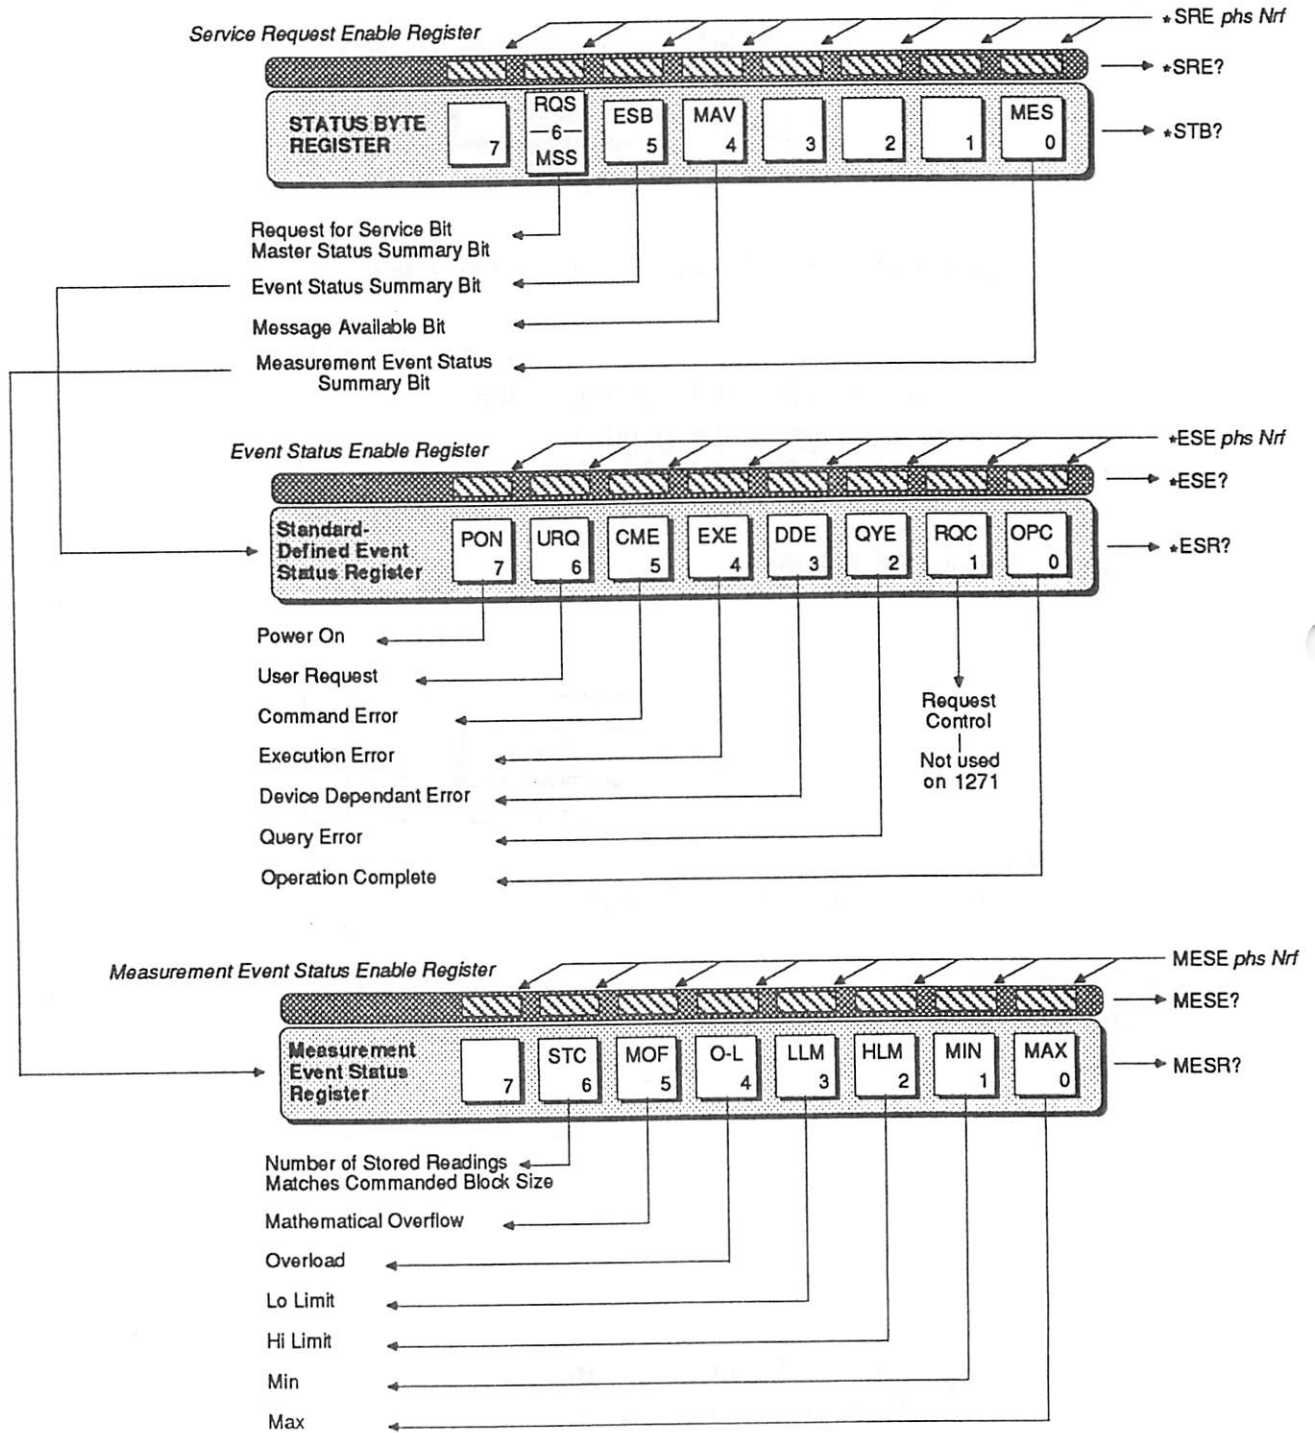 *SRE phs Nrf
Service Request Enable Register
*SRE?
STATUS BYTE
REGISTER
7
RQS
6
MSS
ESB
5
MAV
4
3
2
1
MES
0
*STB?
Request for Service Bit
Master Status Summary Bit
Event Status Summary Bit
Message Available Bit
Measurement Event Status
Summary Bit
*ESE phs Nrf
Event Status Enable Register
*ESE?
Standard-
Defined Event
Status Register
PON
7
URQ
6
CME
5
EXE
4
DDE
3
QYE
2
RQC
1
OPC
0
*ESR?
Power On
User Request
Command Error
Execution Error
Device Dependant Error
Query Error
Operation Complete
Request
Control
Not used
on 1271
MESE phs Nrf
Measurement Event Status Enable Register
MESE?
Measurement
Event Status
Register
7
STC
6
MOF
5
O-L
4
LLM
3
HLM
2
MIN
1
MAX
0
MESR?
Number of Stored Readings
Matches Commanded Block Size
Mathematical Overflow
Overload
Lo Limit
Hi Limit
Min
Max